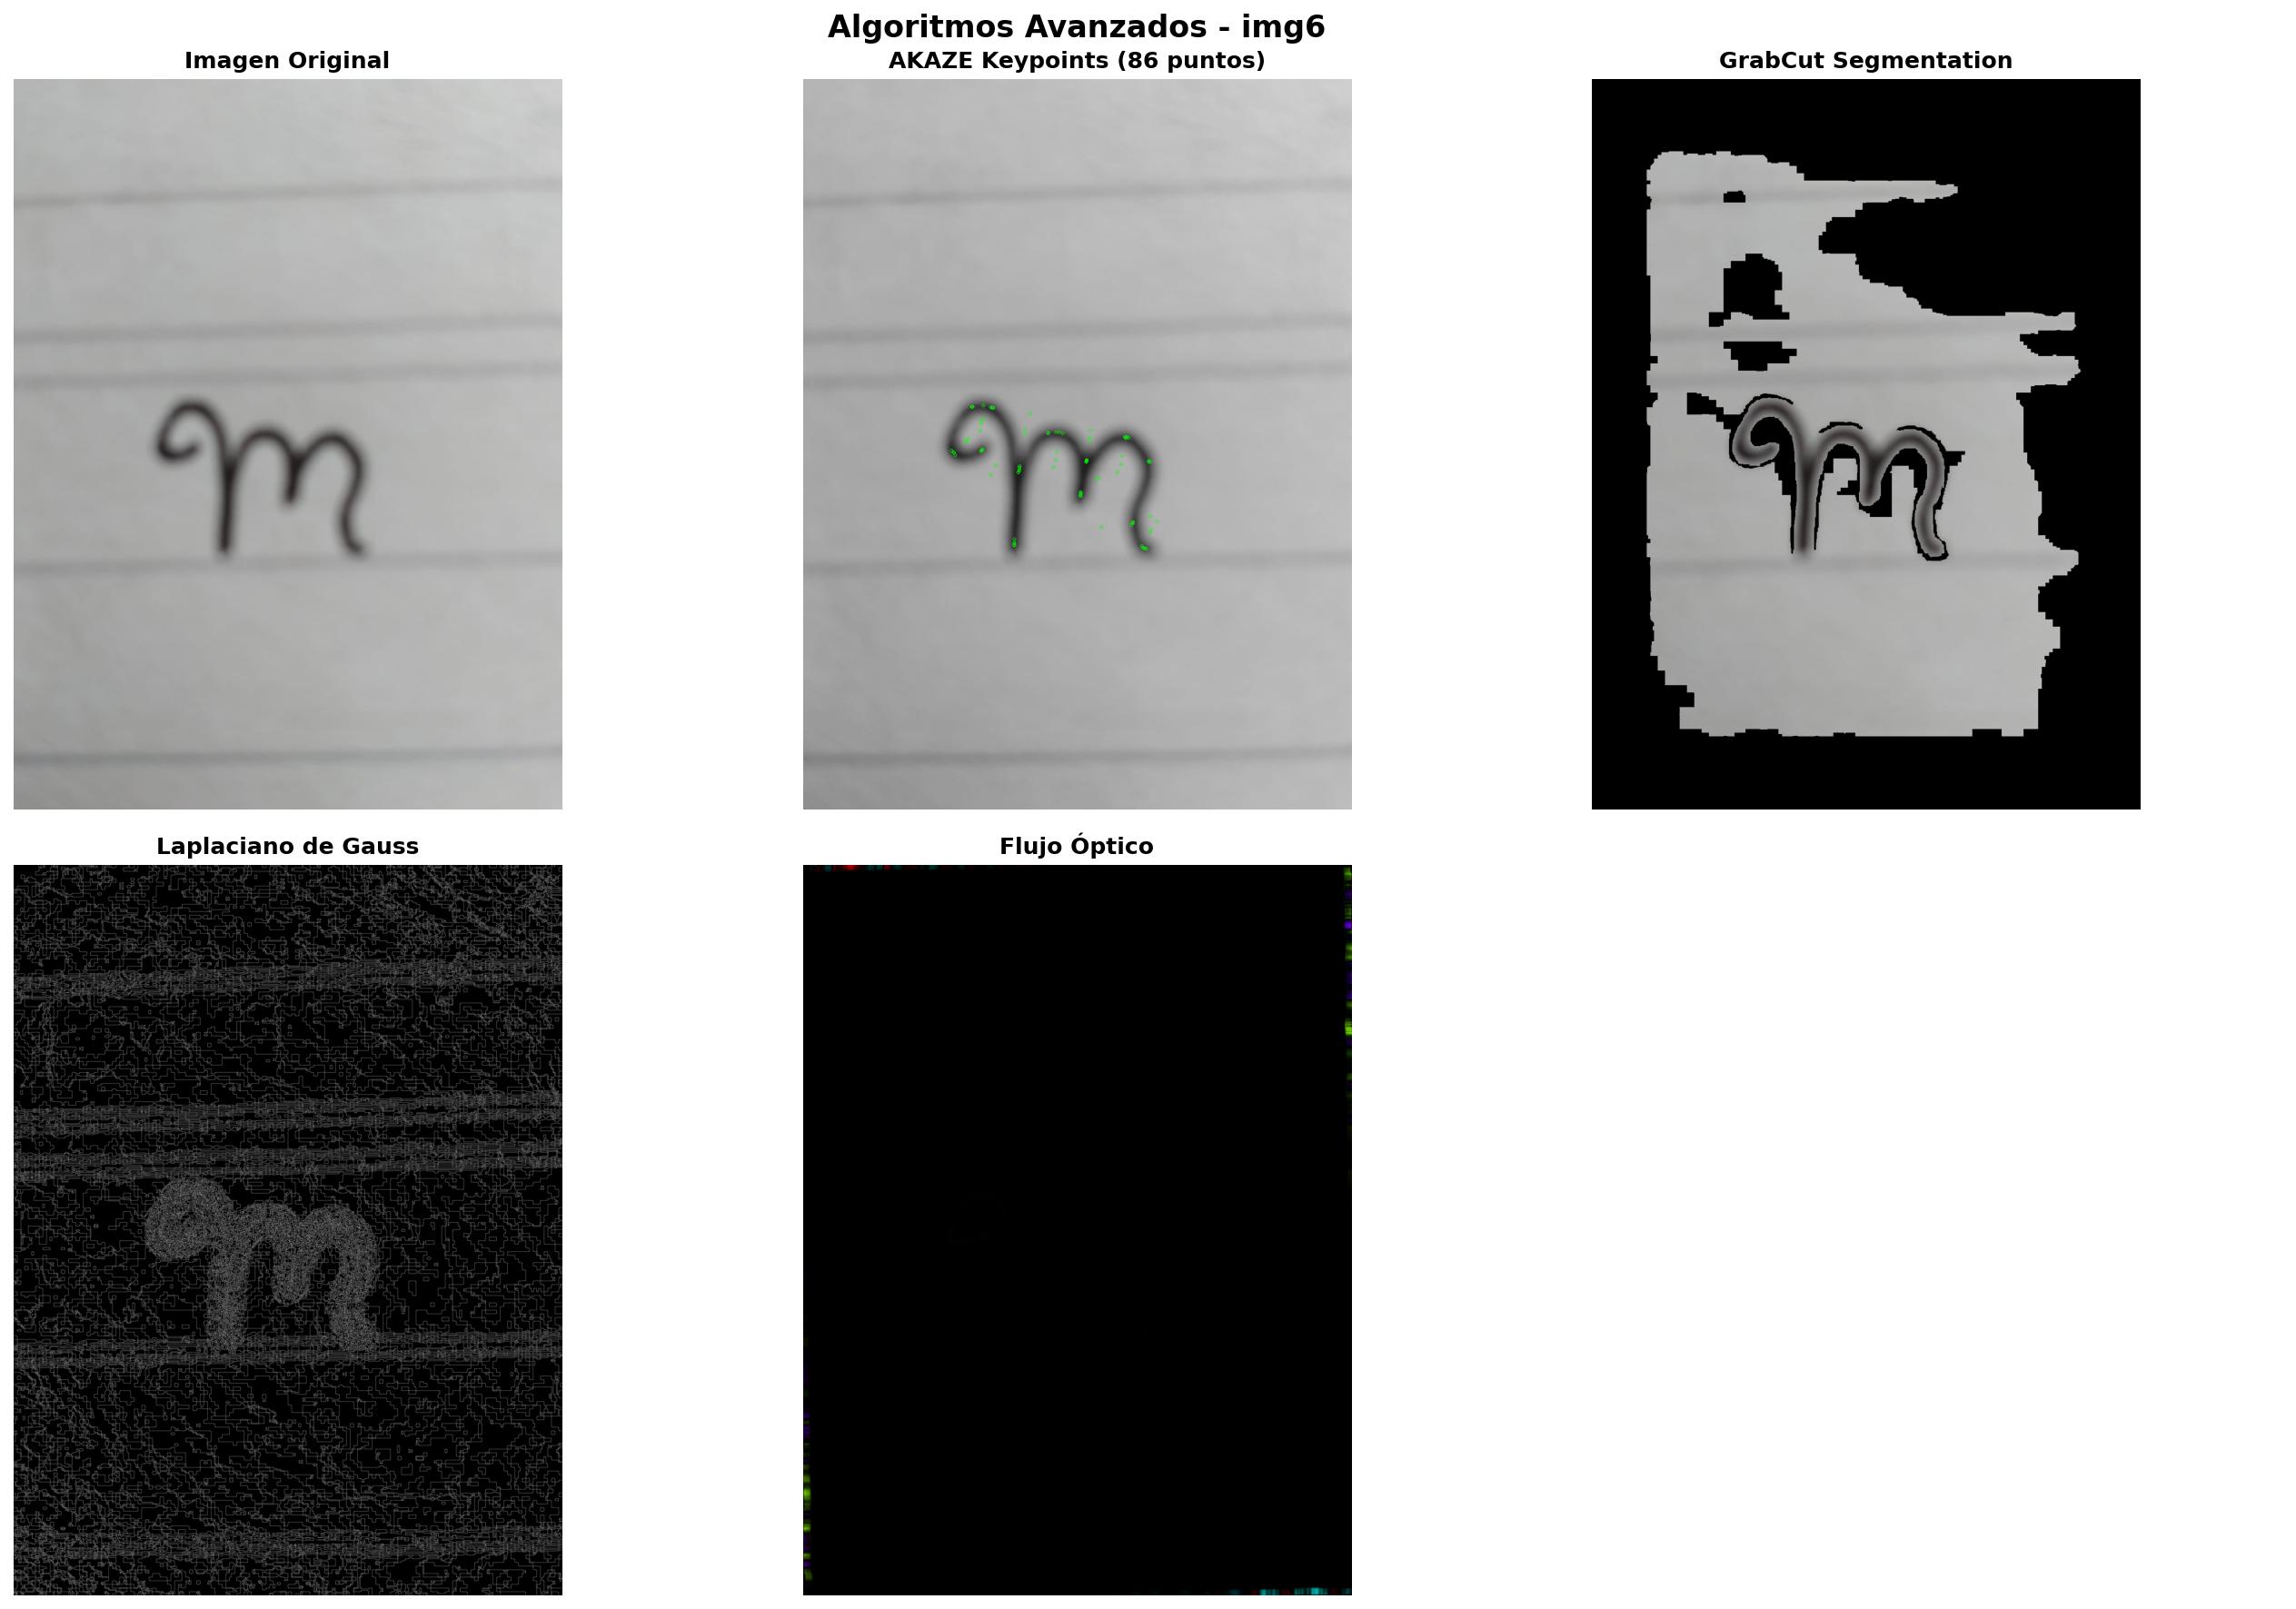 Algoritmos Avanzados - img6
Imagen Original
AKAZE Keypoints (86 puntos)
GrabCut Segmentation
m
m
m
Laplaciano de Gauss
Flujo Óptico
m